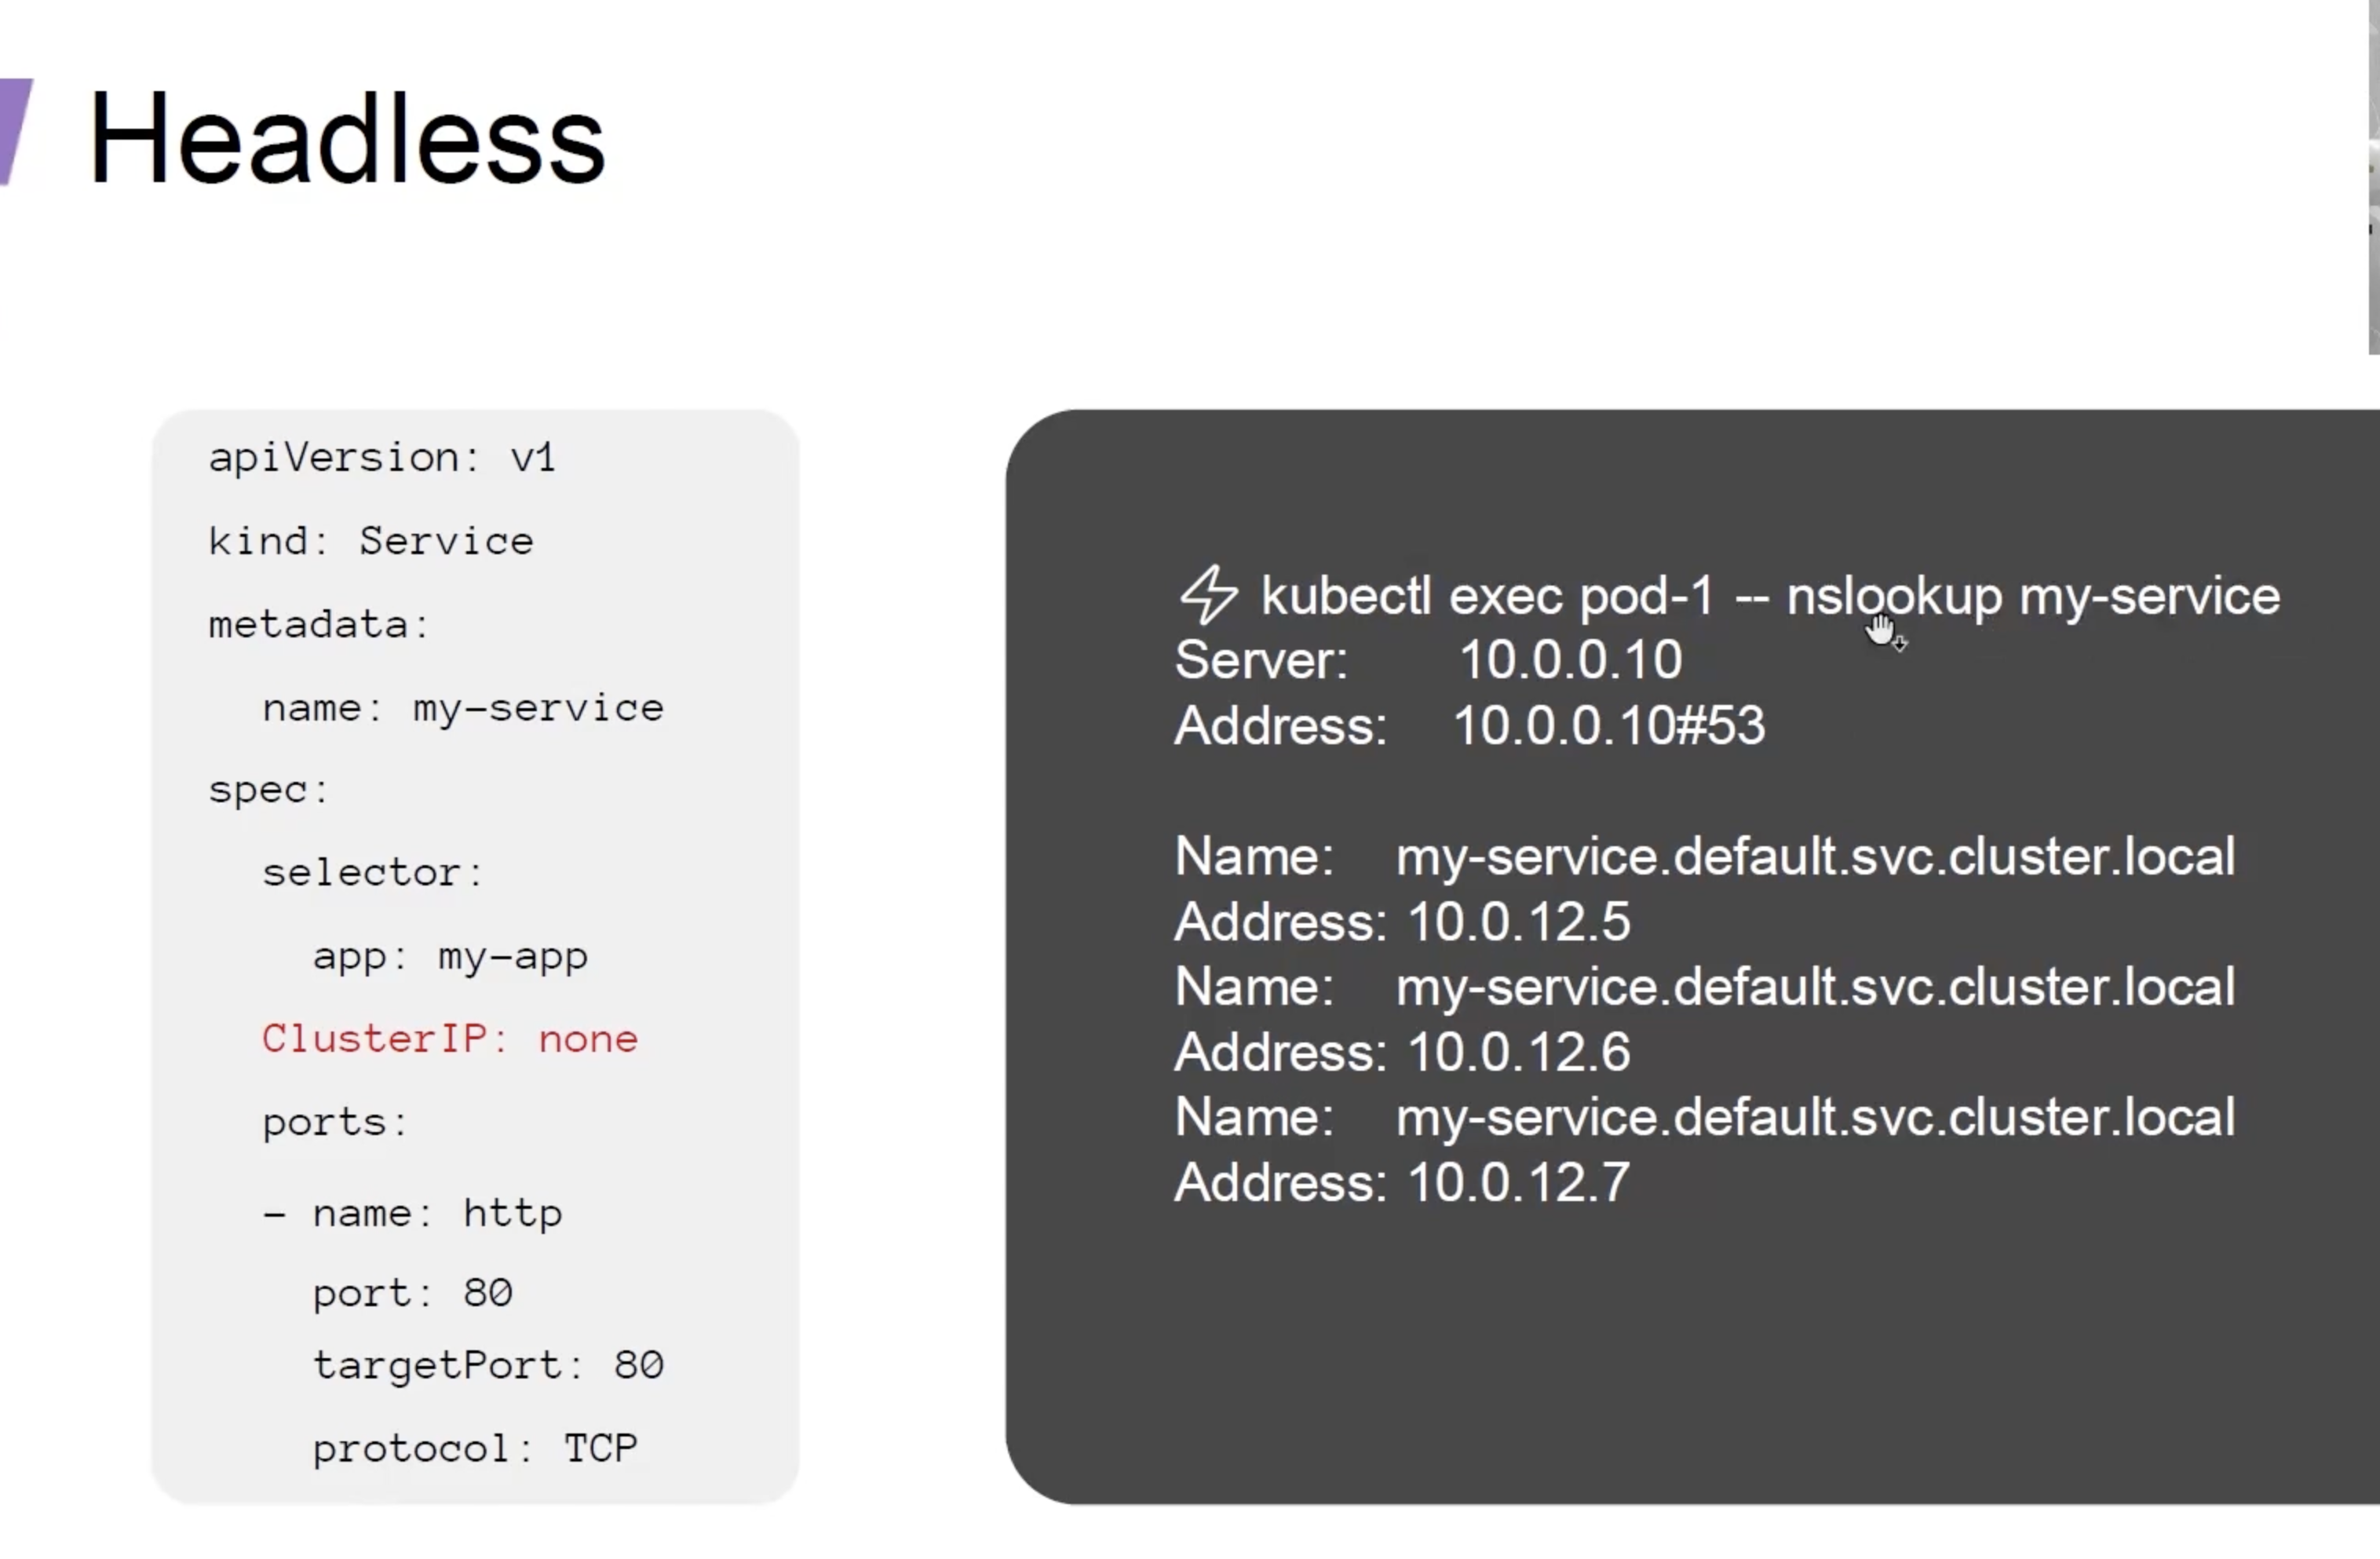 Headless
apiVersion: v1
kind: Service
metadata:
  name: my-service
spec:
  selector:
    app: my-app
  ClusterIP: none
  ports:
  - name: http
    port: 80
    targetPort: 80
    protocol: TCP
kubectl exec pod-1 -- nslookup my-service
Server: 10.0.0.10
Address: 10.0.0.10#53
Name: my-service.default.svc.cluster.local
Address: 10.0.12.5
Name: my-service.default.svc.cluster.local
Address: 10.0.12.6
Name: my-service.default.svc.cluster.local
Address: 10.0.12.7